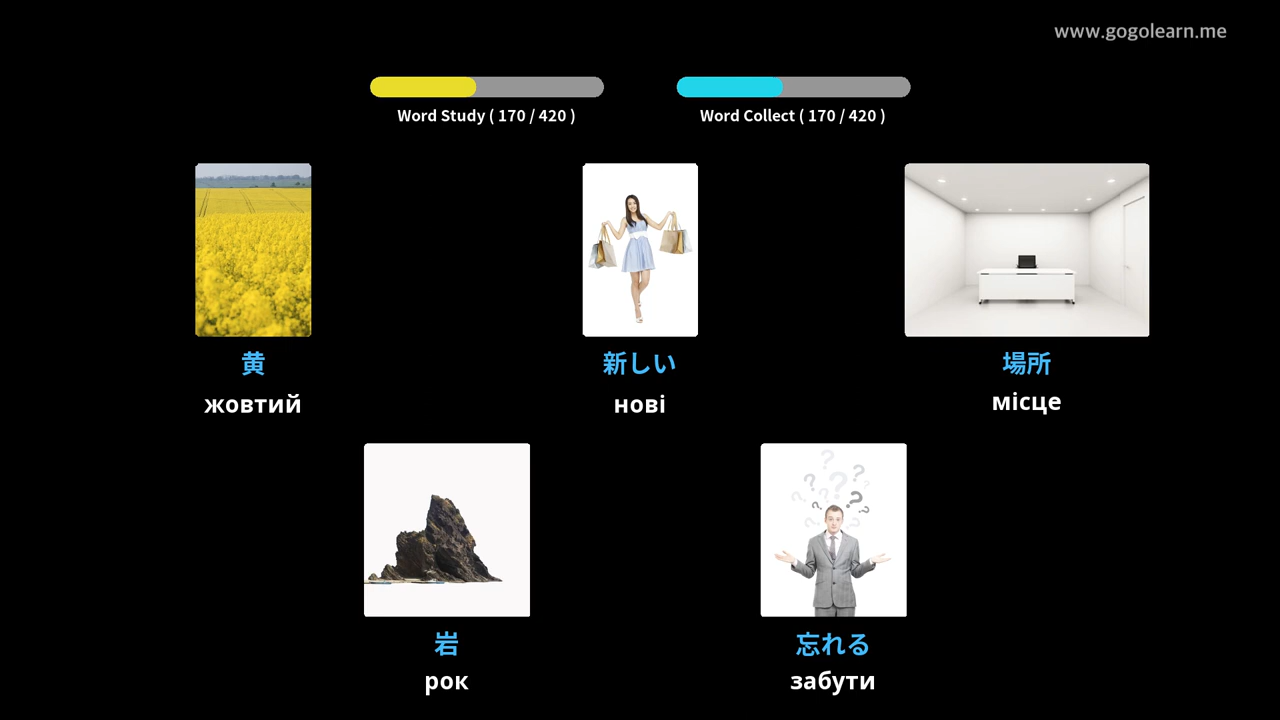 www.gogolearn.me
Word Study ( 170 / 420 )
Word Collect ( 170 / 420 )
黄
жовтий
新しい
нові
場所
місце
岩
рок
忘れる
забути